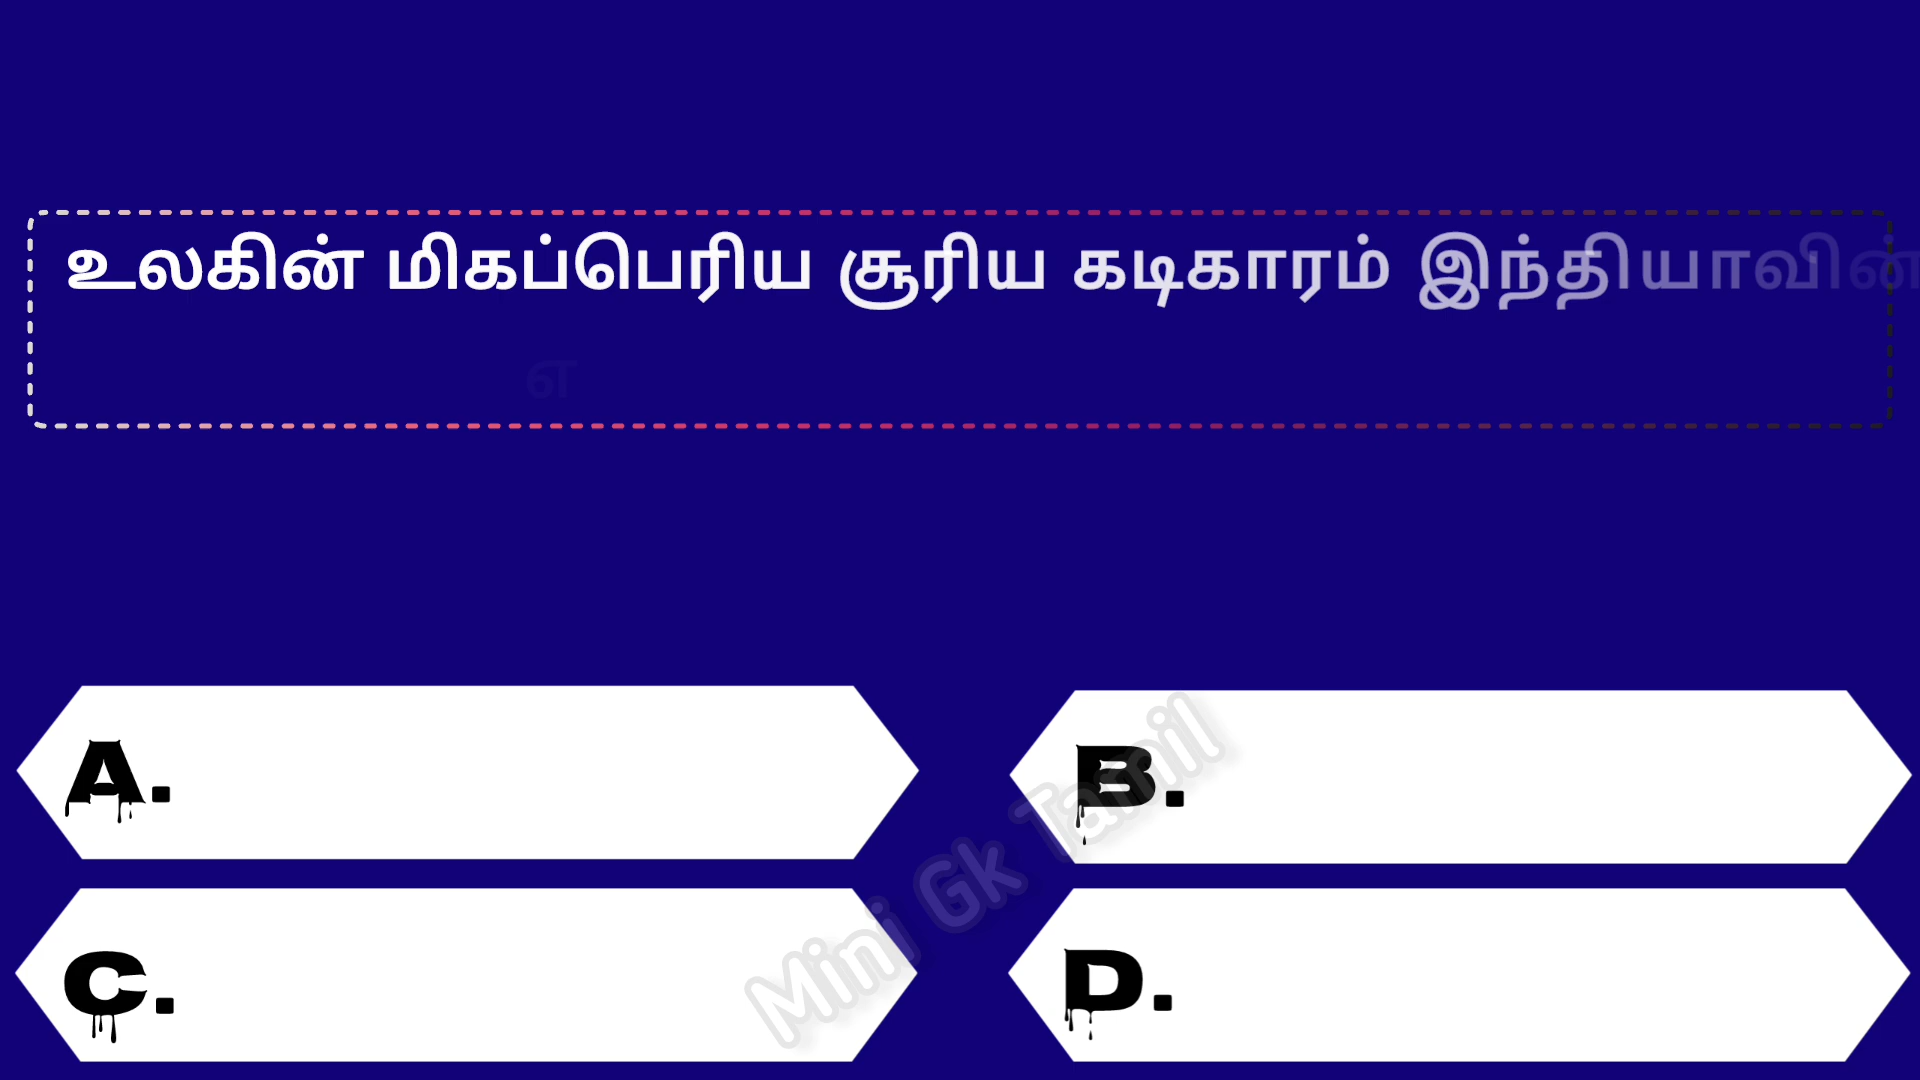 உலகின் மிகப்பெரிய சூரிய கடிகாரம் இந்தியாவின்
எ
A.
B.
C.
D.
Mini Gk Tamil